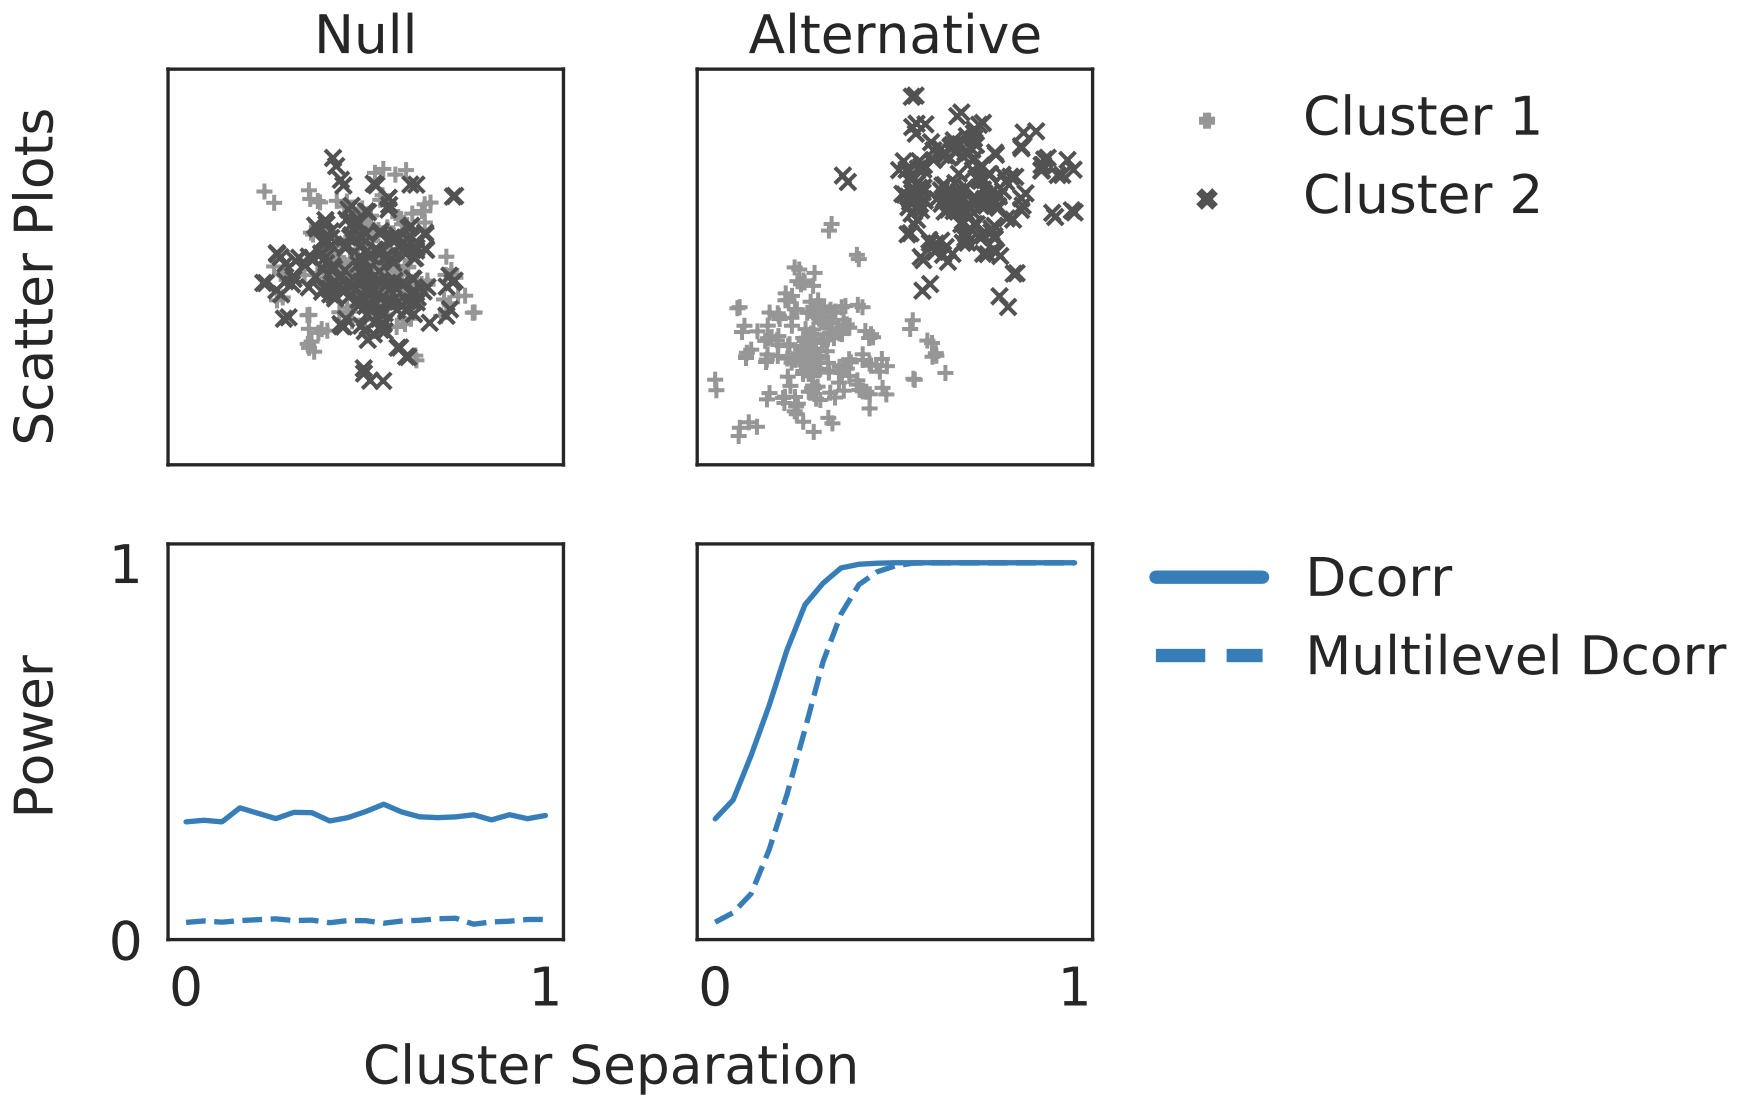 Null
Alternative
Scatter Plots
Cluster 1
Cluster 2
Power
1
0
Dcorr
Multilevel Dcorr
0 1
0 1
Cluster Separation